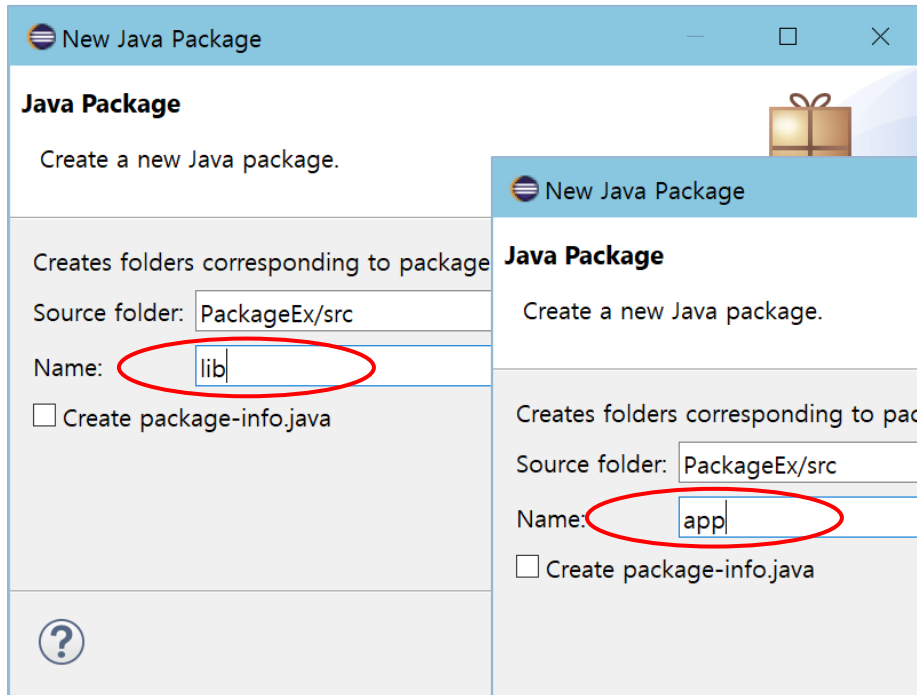 New Java Package
Java Package
Create a new Java package.
Creates folders corresponding to package
Source folder: PackageEx/src
Name: lib
Create package-info.java
?
New Java Package
Java Package
Create a new Java package.
Creates folders corresponding to pac
Source folder: PackageEx/src
Name: app
Create package-info.java